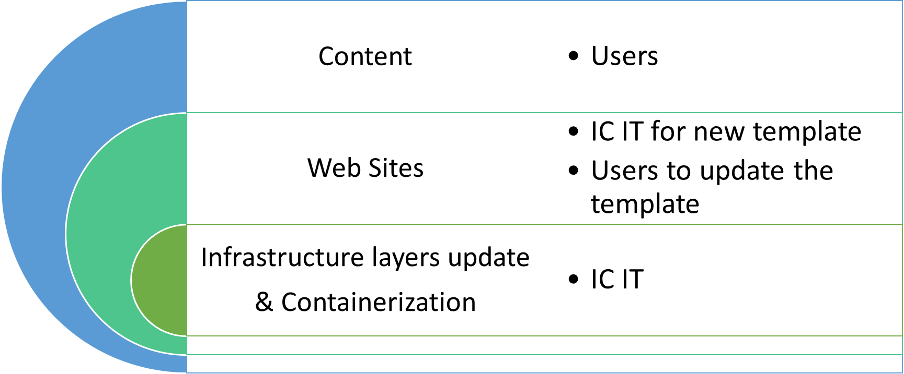 Content
• Users
Web Sites
• IC IT for new template
• Users to update the
template
Infrastructure layers update
& Containerization
• IC IT